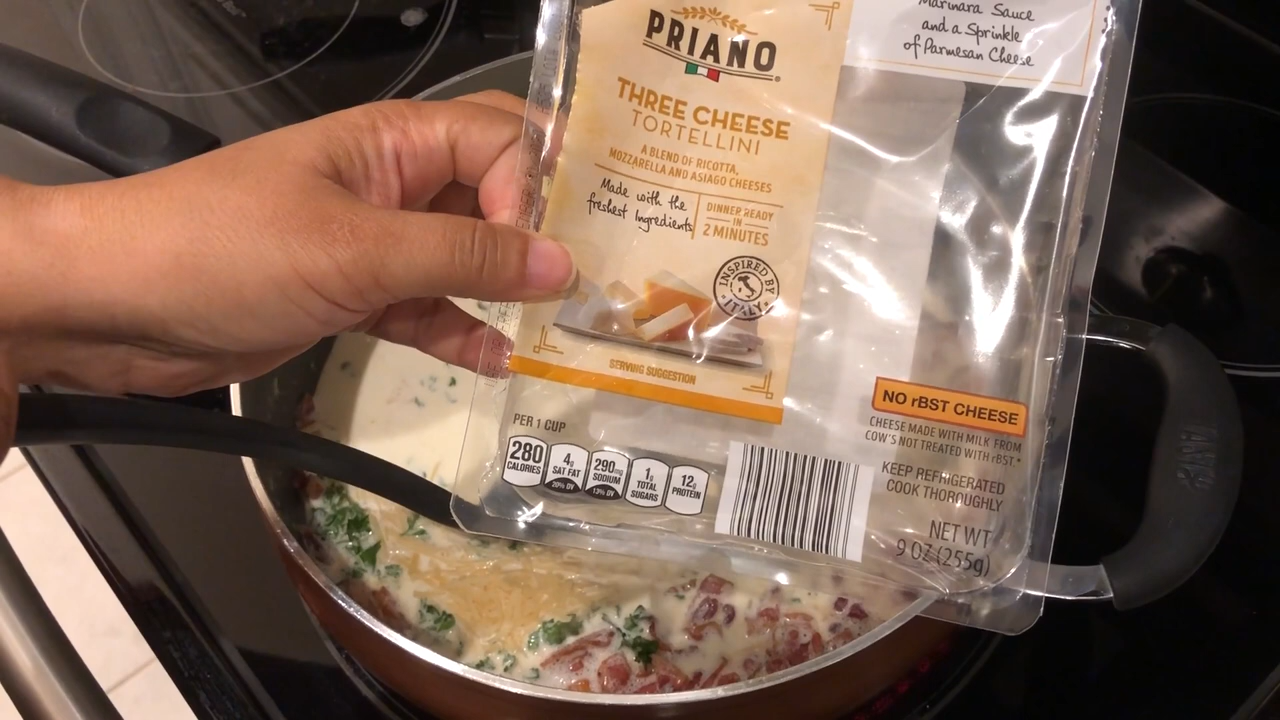 PRIANO
THREE CHEESE
TORTELLINI
A BLEND OF RICOTTA,
MOZZARELLA AND ASIAGO CHEESES
Made with the
freshest Ingredients
DINNER READY
IN
2 MINUTES
INSPIRED BY
ITALY
SERVING SUGGESTION
Marinara Sauce
and a Sprinkle
of Parmesan Cheese
PER 1 CUP
280
CALORIES
4g
SAT FAT
20% DV
290mg
SODIUM
13% DV
1g
TOTAL
SUGARS
12g
PROTEIN
NO rBST CHEESE
CHEESE MADE WITH MILK FROM
COW'S NOT TREATED WITH rBST.*
KEEP REFRIGERATED
COOK THOROUGHLY
NET WT
9 OZ (255g)